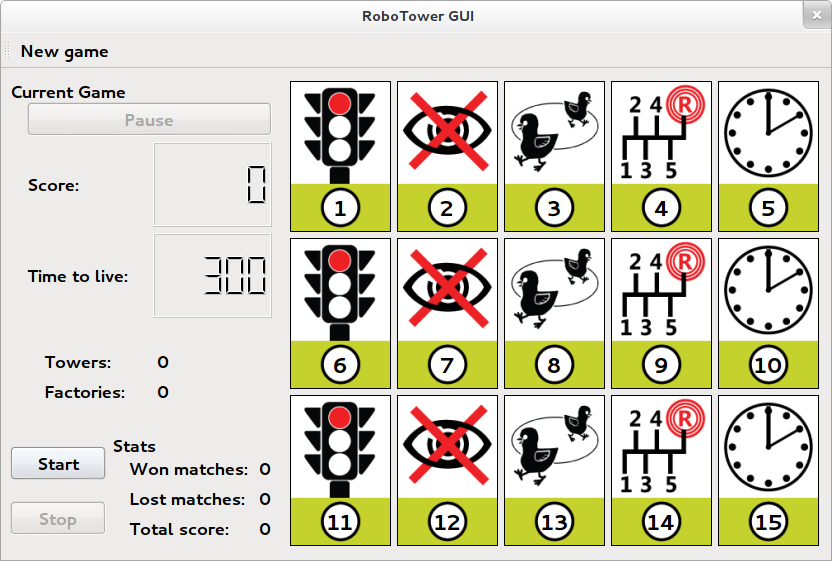 RoboTower GUI
New game
Current Game
Pause
Score: 0
Time to live: 300
Towers: 0
Factories: 0
Start
Stop
Stats
Won matches: 0
Lost matches: 0
Total score: 0
2 4 R
1 3 5
1 2 3 4 5
2 4 R
1 3 5
6 7 8 9 10
2 4 R
1 3 5
11 12 13 14 15